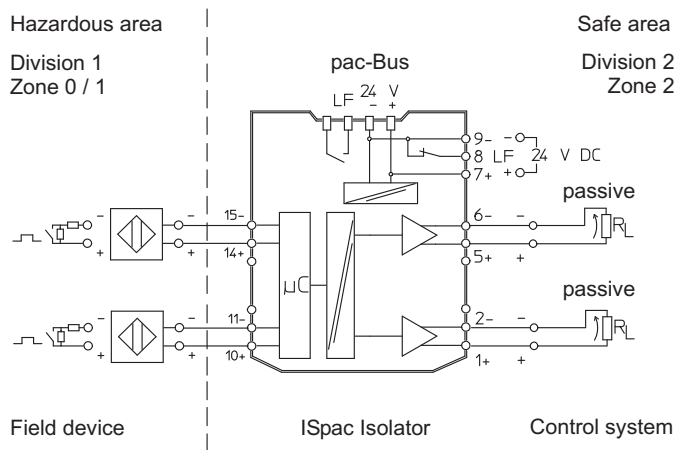 Hazardous area
Safe area
Division 1
Zone 0 / 1
pac-Bus
Division 2
Zone 2
LF 24 V
- +
9- - 
8 LF 24 V DC
7+ +
passive
- - 15- 6- - RL
+ + 14+ 5+ +
µC
passive
- - 11- 2- - RL
+ + 10+ 1+ +
Field device
ISpac Isolator
Control system